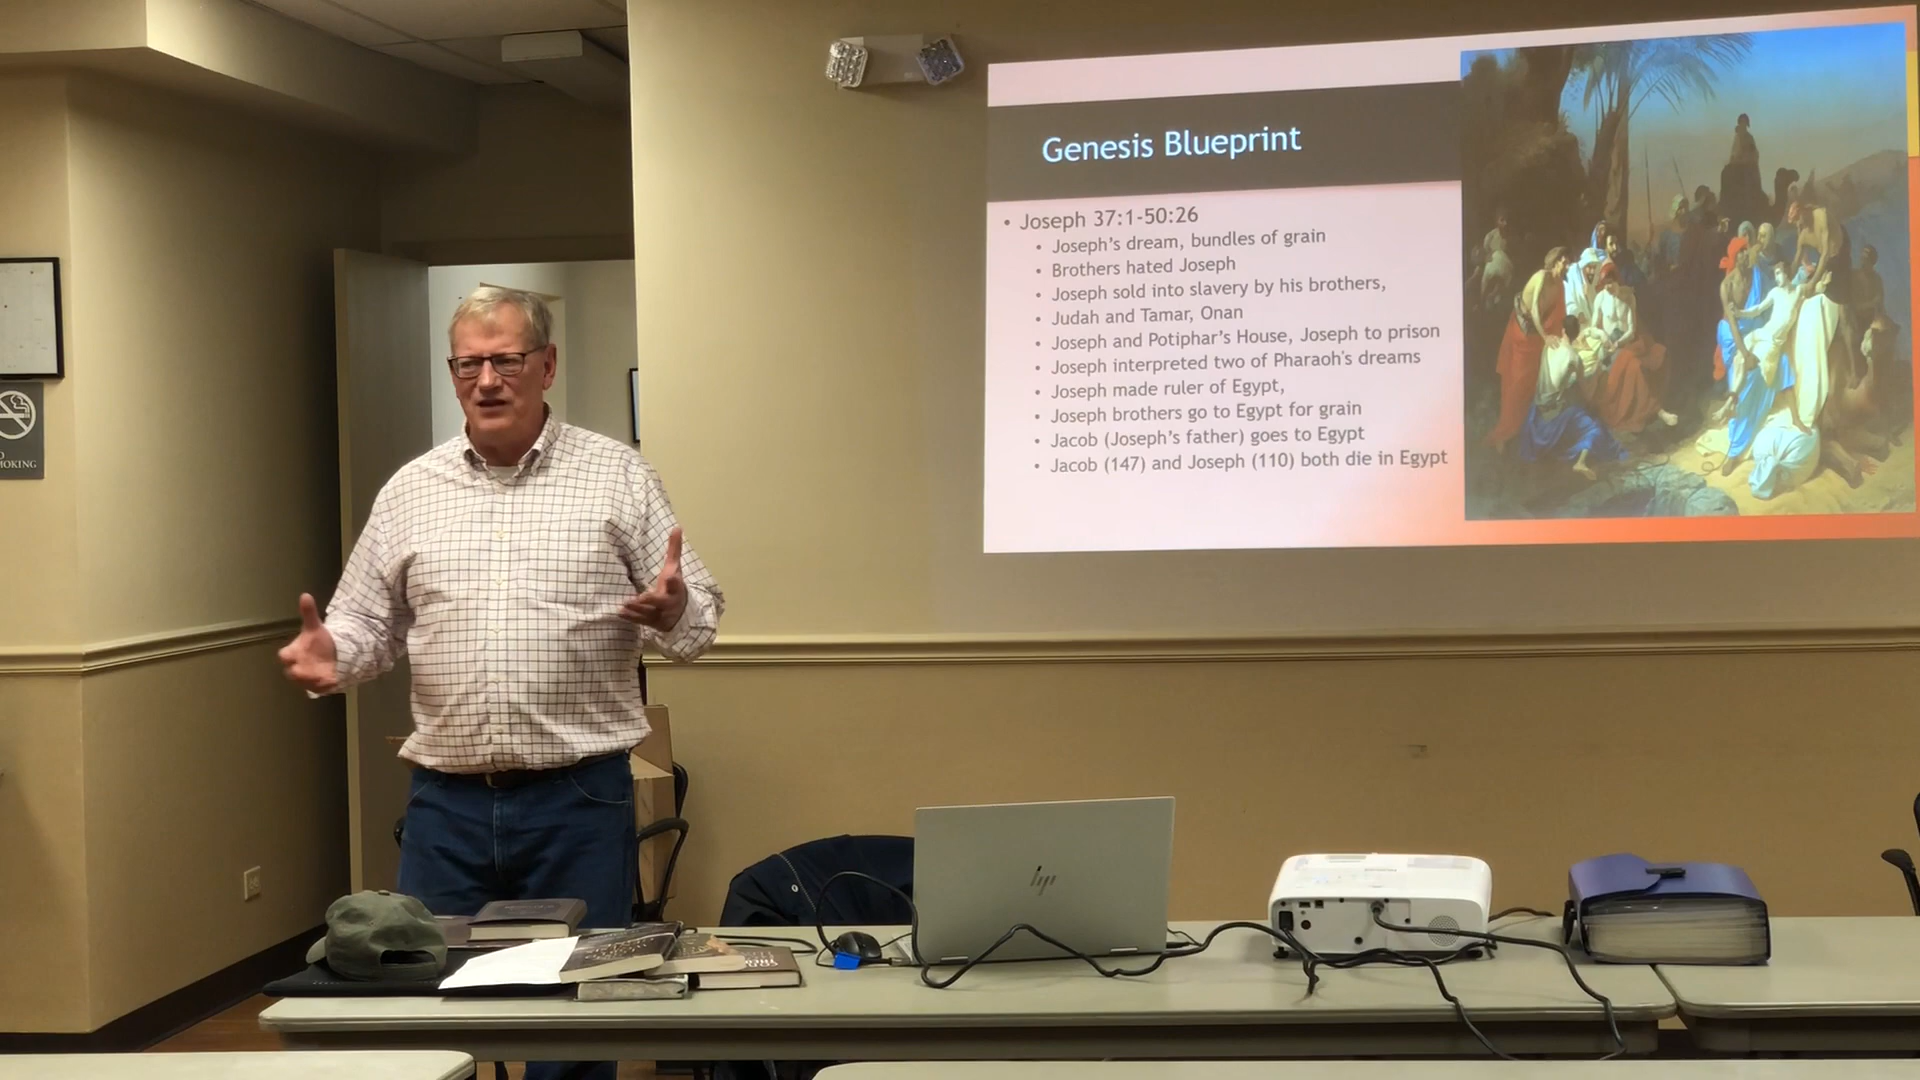 Genesis Blueprint
• Joseph 37:1-50:26
• Joseph's dream, bundles of grain
• Brothers hated Joseph
• Joseph sold into slavery by his brothers,
• Judah and Tamar, Onan
• Joseph and Potiphar's House, Joseph to prison
• Joseph interpreted two of Pharaoh's dreams
• Joseph made ruler of Egypt,
• Joseph brothers go to Egypt for grain
• Jacob (Joseph's father) goes to Egypt
• Jacob (147) and Joseph (110) both die in Egypt
MOKING
hp